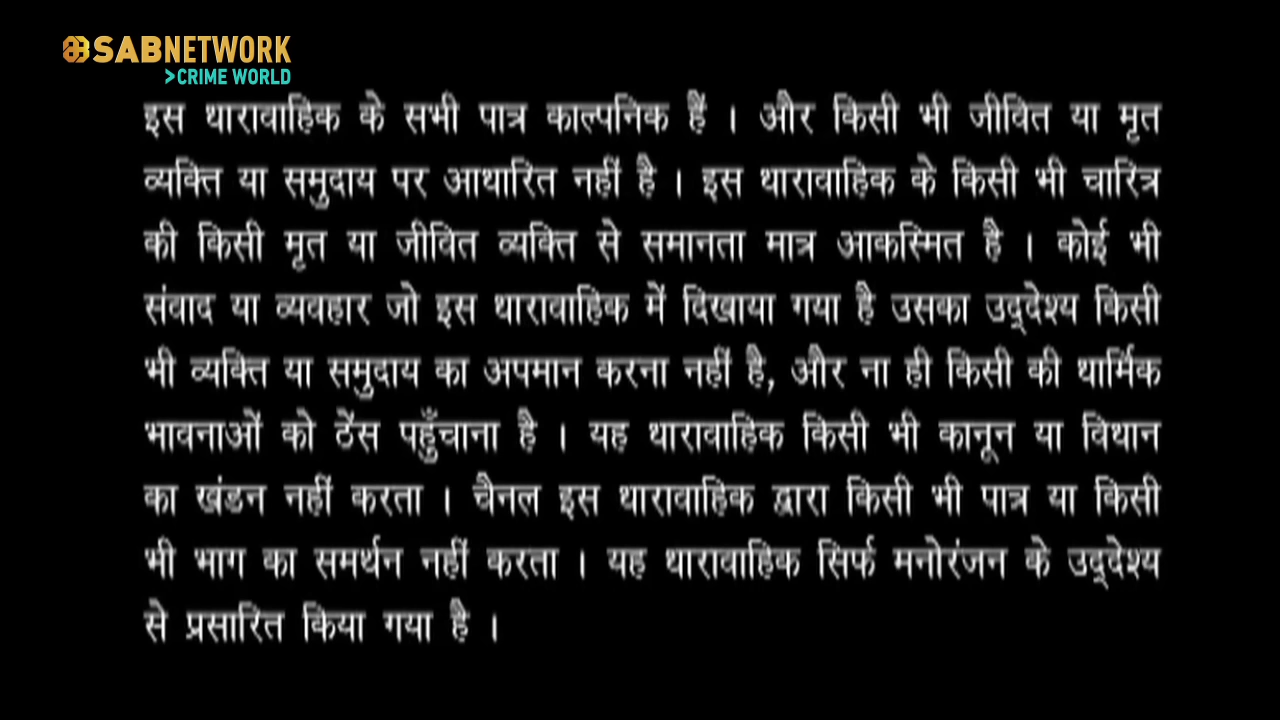 SABNETWORK
>CRIME WORLD
इस धारावाहिक के सभी पात्र काल्पनिक हैं । और किसी भी जीवित या मृत
व्यक्ति या समुदाय पर आधारित नहीं है । इस धारावाहिक के किसी भी चारित्र
की किसी मृत या जीवित व्यक्ति से समानता मात्र आकस्मित है । कोई भी
संवाद या व्यवहार जो इस धारावाहिक में दिखाया गया है उसका उद्देश्य किसी
भी व्यक्ति या समुदाय का अपमान करना नहीं है, और ना ही किसी की धार्मिक
भावनाओं को ठेंस पहुँचाना है । यह धारावाहिक किसी भी कानून या विधान
का खंडन नहीं करता । चैनल इस धारावाहिक द्वारा किसी भी पात्र या किसी
भी भाग का समर्थन नहीं करता । यह धारावाहिक सिर्फ मनोरंजन के उद्देश्य
से प्रसारित किया गया है ।